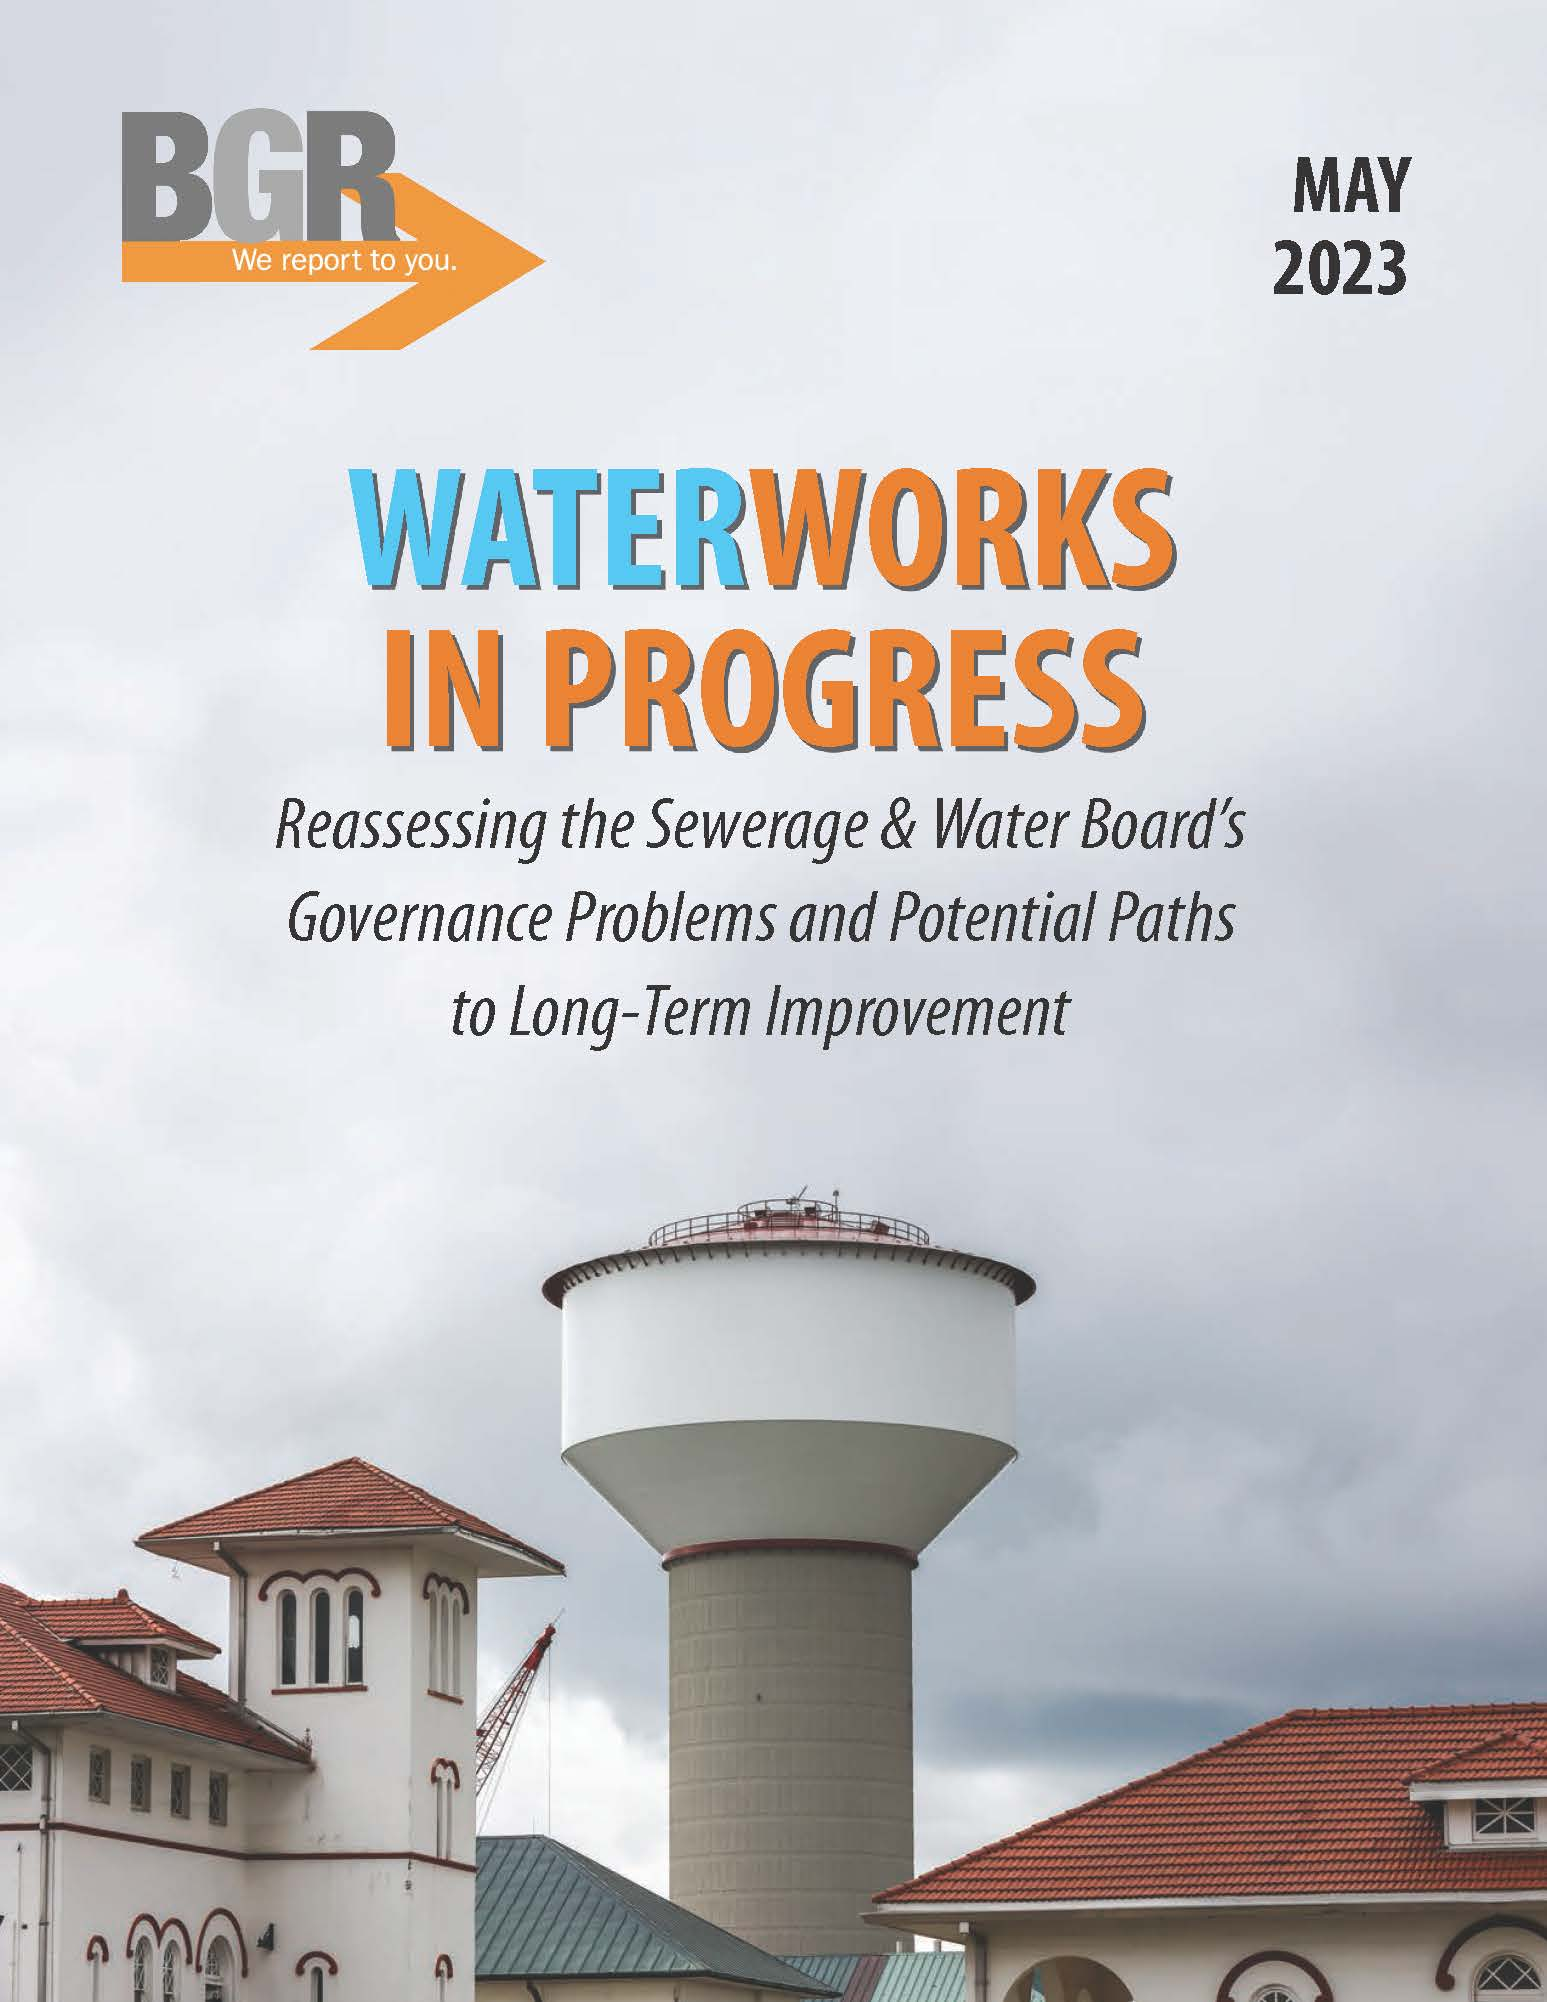 BGR
We report to you.
MAY
2023
WATERWORKS
IN PROGRESS
Reassessing the Sewerage & Water Board’s
Governance Problems and Potential Paths
to Long-Term Improvement